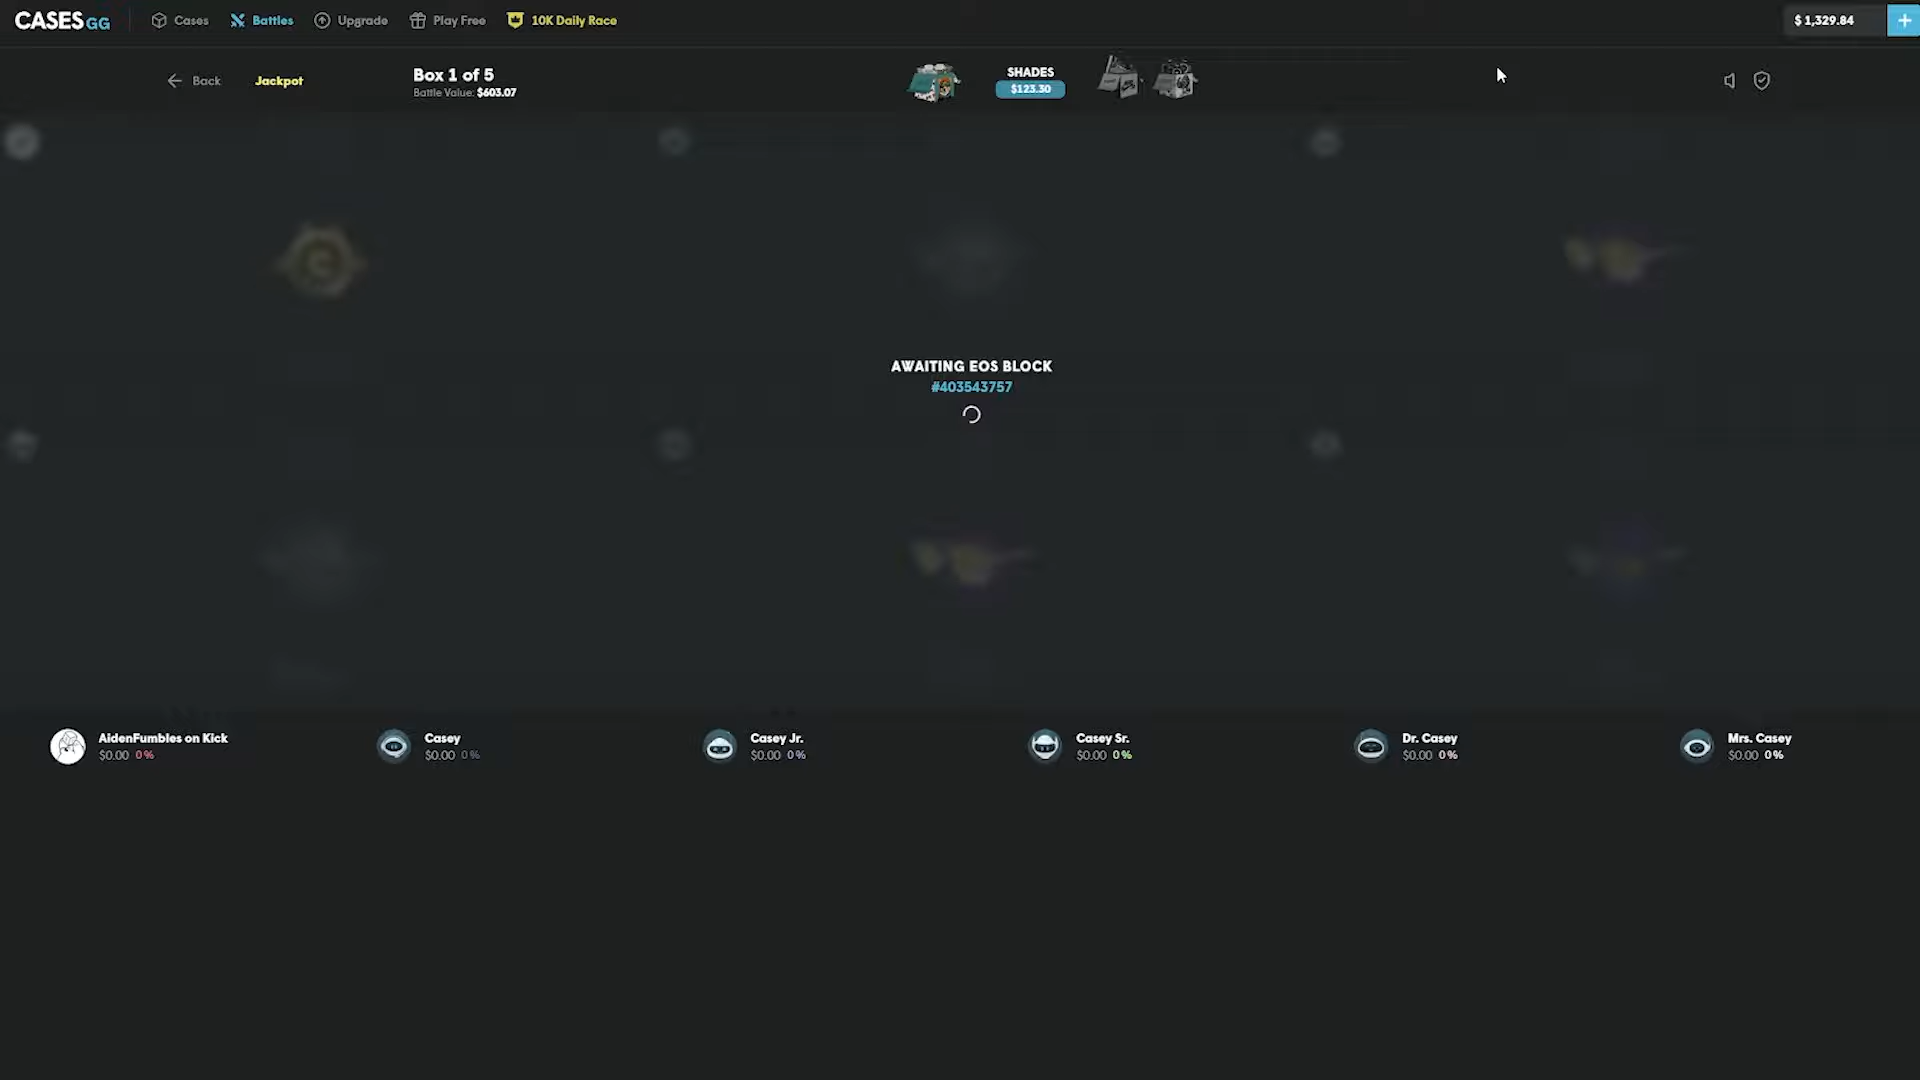 CASES GG
Cases
Battles
Upgrade
Play Free
10K Daily Race
$ 1,329.84
+
Back
Jackpot
Box 1 of 5
Battle Value: $603.07
SHADES
$123.30
AWAITING EOS BLOCK
#403543757
AidenFumbles on Kick
$0.00 0 %
Casey
$0.00 0 %
Casey Jr.
$0.00 0 %
Casey Sr.
$0.00 0 %
Dr. Casey
$0.00 0 %
Mrs. Casey
$0.00 0 %